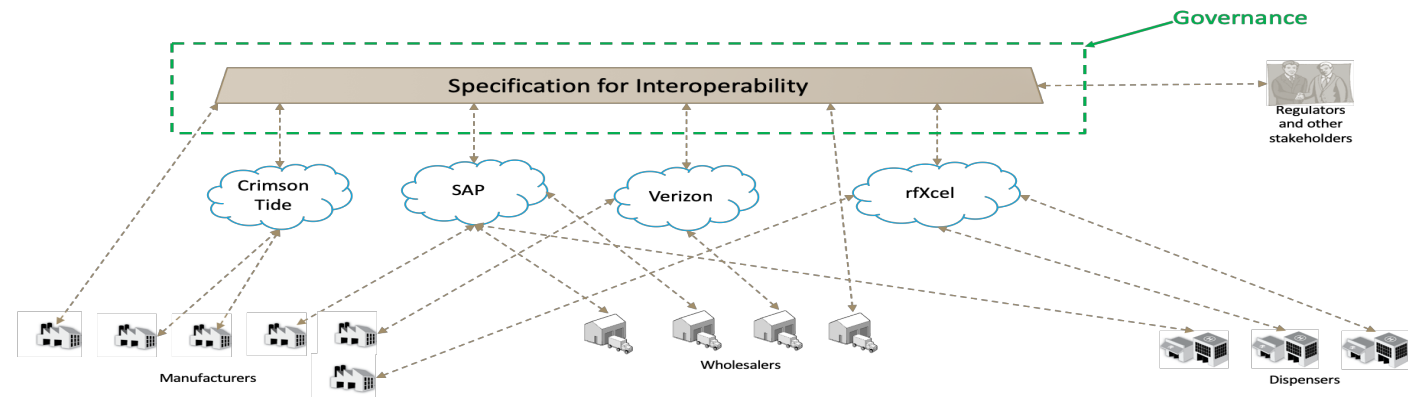 Governance
Specification for Interoperability
Regulators
and other
stakeholders
Crimson
Tide
SAP
Verizon
rfXcel
Manufacturers
Wholesalers
Dispensers